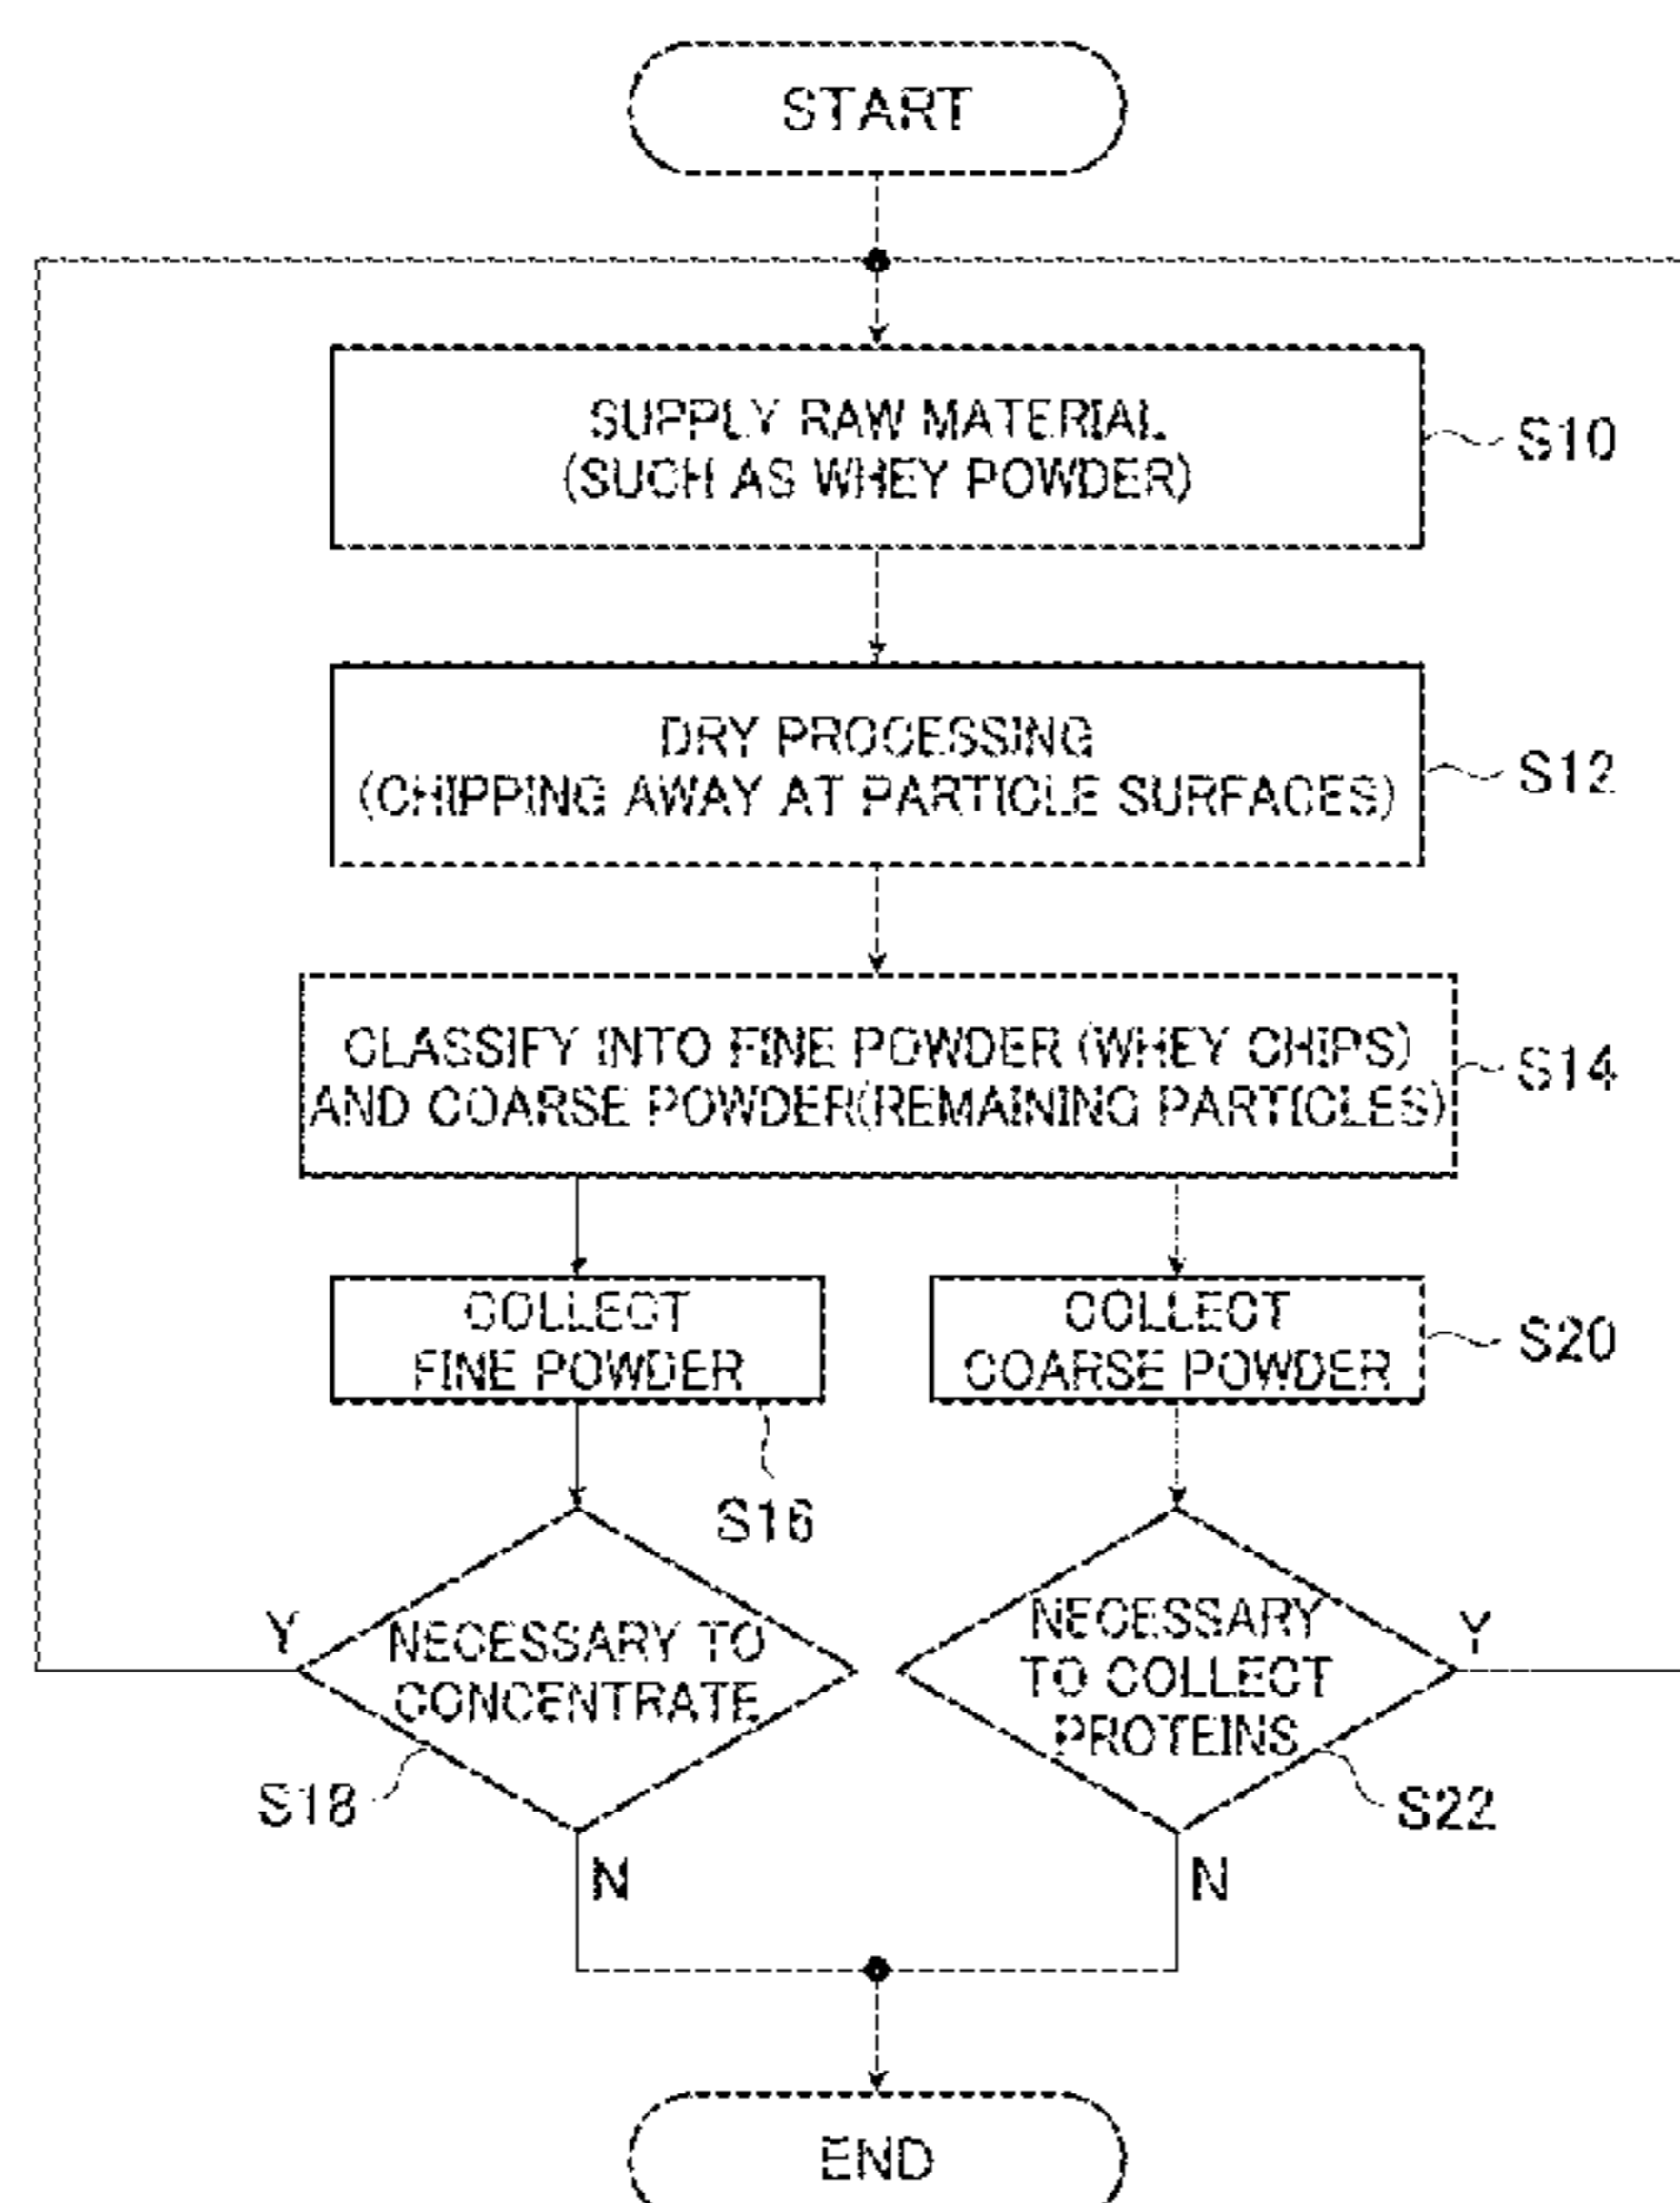 START
SUPPLY RAW MATERIAL
(SUCH AS WHEY POWDER)
S10
DRY PROCESSING
(CHIPPING AWAY AT PARTICLE SURFACES)
S12
CLASSIFY INTO FINE POWDER (WHEY CHIPS)
AND COARSE POWDER(REMAINING PARTICLES)
S14
COLLECT
FINE POWDER
S16
COLLECT
COARSE POWDER
S20
Y
NECESSARY TO
CONCENTRATE
S18
N
NECESSARY
TO COLLECT
PROTEINS
Y
S22
N
END